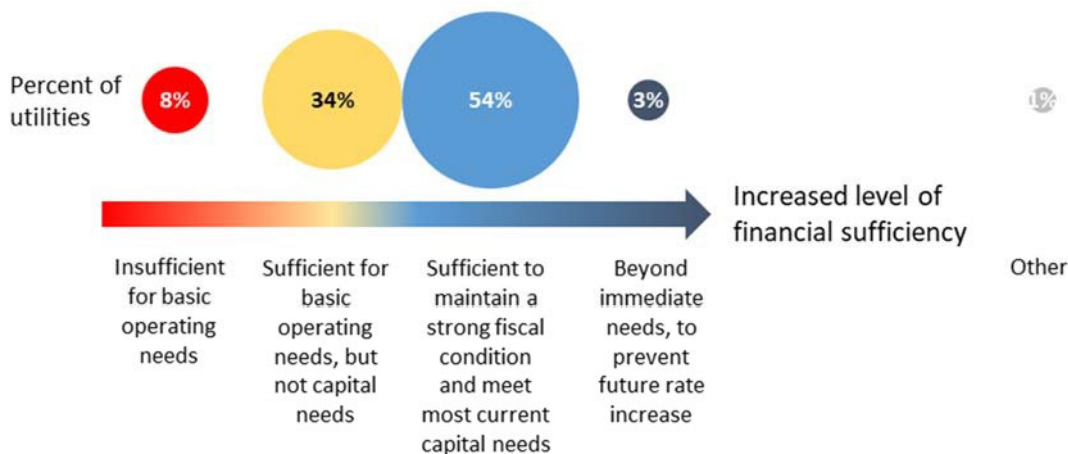 Percent of
utilities
8%
34%
54%
3%
1%
Increased level of
financial sufficiency
Insufficient
for basic
operating
needs
Sufficient for
basic
operating
needs, but
not capital
needs
Sufficient to
maintain a
strong fiscal
condition
and meet
most current
capital needs
Beyond
immediate
needs, to
prevent
future rate
increase
Other